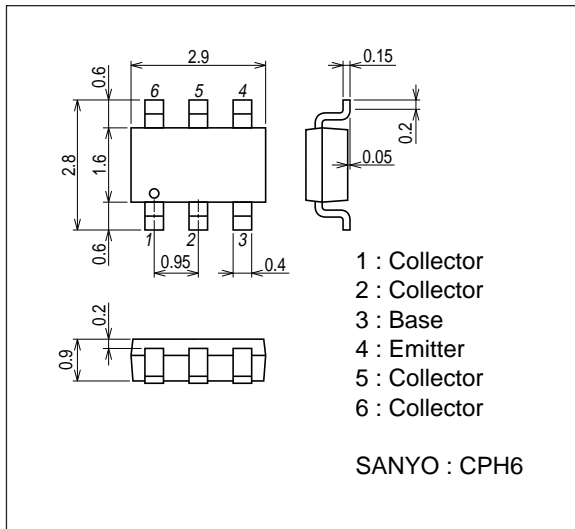 2.9
0.15
0.6
6
5
4
0.2
2.8
1.6
0.05
0.6
1
2
3
0.95
0.4
1 : Collector
2 : Collector
3 : Base
4 : Emitter
5 : Collector
6 : Collector
0.2
0.9
SANYO : CPH6